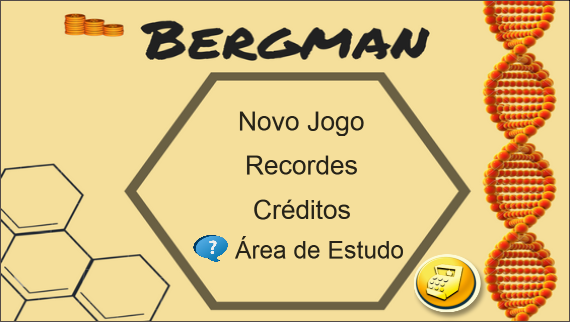 Bergman
Novo Jogo
Recordes
Créditos
? Área de Estudo